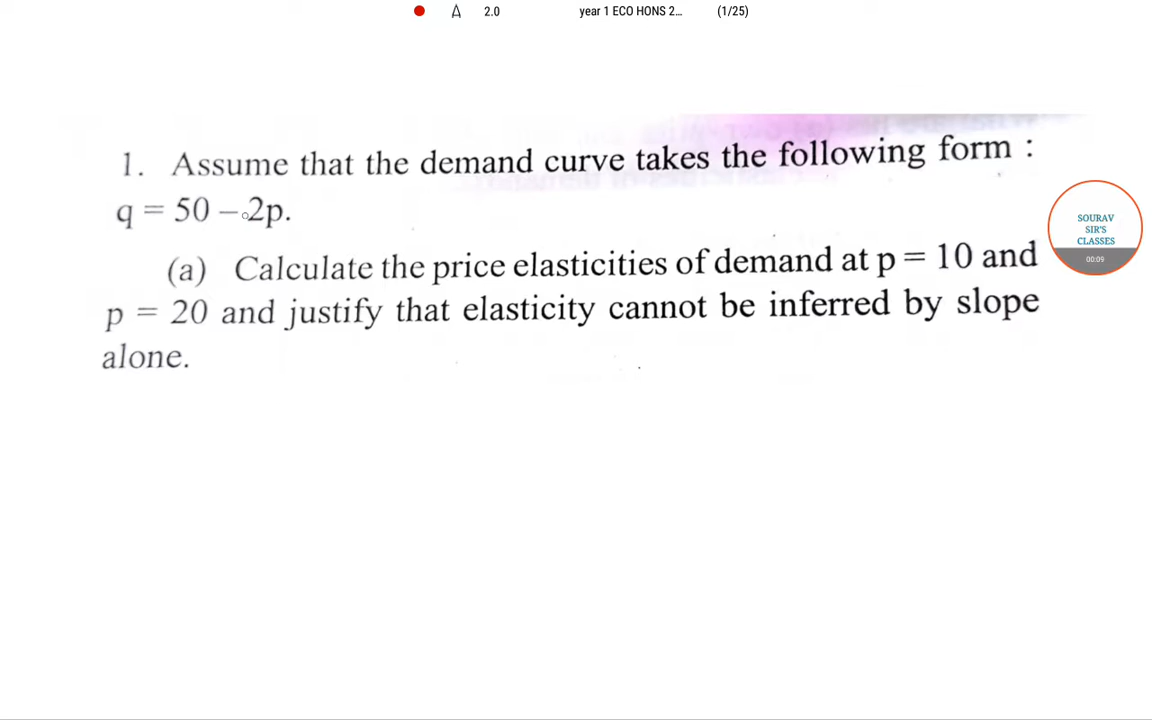 2.0 year 1 ECO HONS 2... (1/25)
1. Assume that the demand curve takes the following form :
q = 50 – 2p.
(a) Calculate the price elasticities of demand at p = 10 and
p = 20 and justify that elasticity cannot be inferred by slope
alone.
SOURAV
SIR'S
CLASSES
00:09